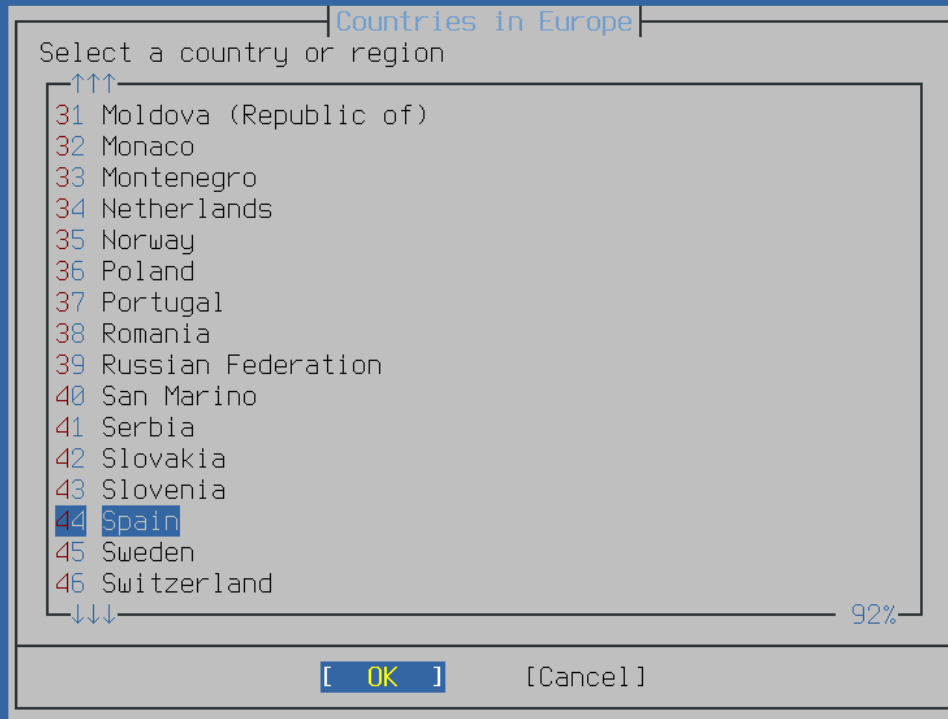 Countries in Europe
Select a country or region
↑↑↑
31 Moldova (Republic of)
32 Monaco
33 Montenegro
34 Netherlands
35 Norway
36 Poland
37 Portugal
38 Romania
39 Russian Federation
40 San Marino
41 Serbia
42 Slovakia
43 Slovenia
44 Spain
45 Sweden
46 Switzerland
↓↓↓ 92%
[ OK ] [Cancel]